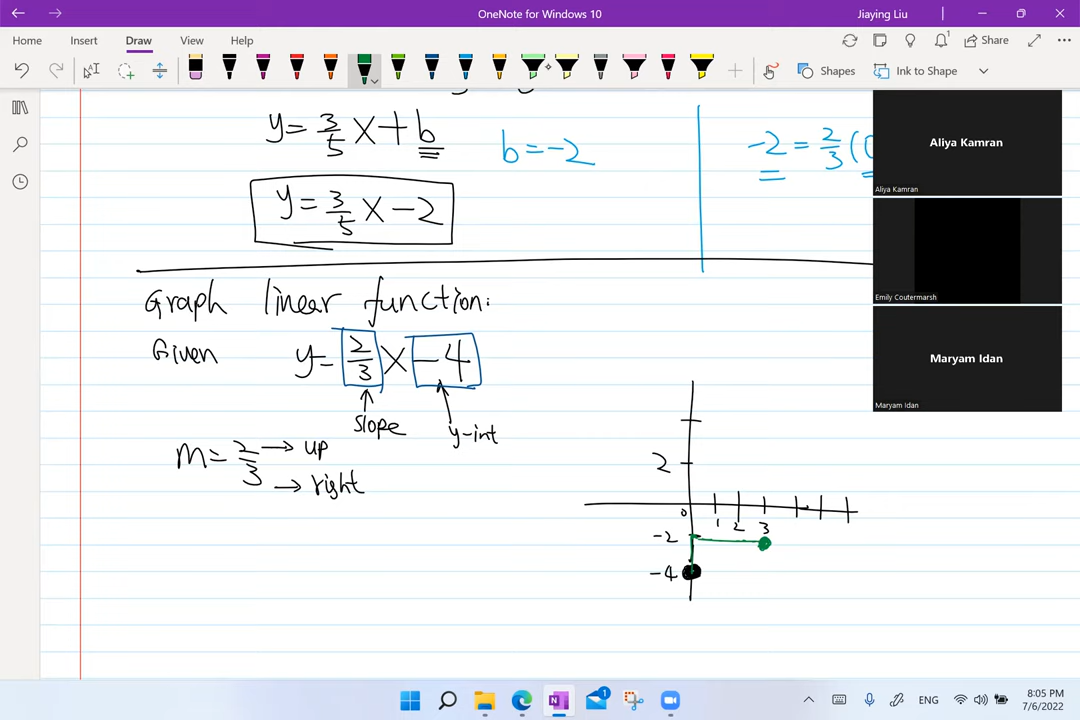 OneNote for Windows 10
Jiaying Liu
Home Insert Draw View Help
Share
Shapes
Ink to Shape
y = 3/5 x + b
b = -2
-2 = 2/3 (
y = 3/5 x - 2
Graph linear function:
Given y = 2/3 x - 4
slope
y-int
m = 2/3 → up
→ right
2
0 1 2 3
-2
-4
Aliya Kamran
Aliya Kamran
Emily Coutermarsh
Maryam Idan
Maryam Idan
1
ENG
8:05 PM
7/6/2022